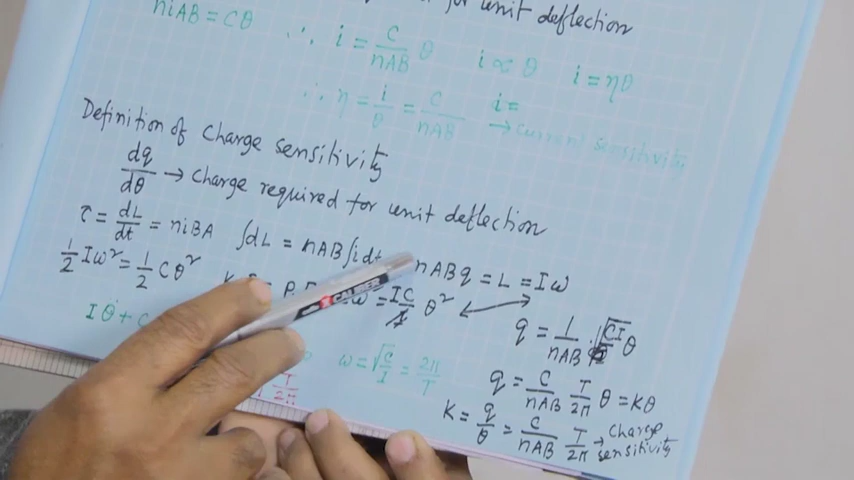 for unit deflection
niAB = Cθ ∴ i = C/nAB θ i ∝ θ i = ηθ
∴ η = i/θ = C/nAB i =
→ current sensitivity
Definition of Charge sensitivity
dq/dθ → Charge required for unit deflection
τ = dL/dt = niBA ∫dL = nAB∫idt nABq = L = Iω
1/2 Iω² = 1/2 Cθ² ω = IC/I θ²
q = 1/nAB √CI θ
Iθ + C
T/2π ω = √C/I = 2π/T
q = C/nAB T/2π θ = Kθ
K = q/θ = C/nAB T/2π → Charge sensitivity
CALIBER